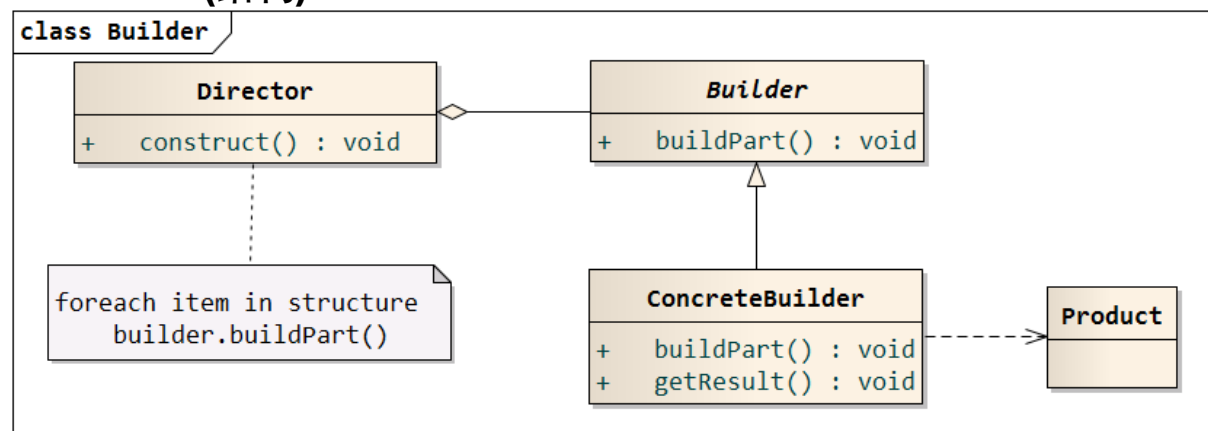 class Builder
Director
+ construct() : void
Builder
+ buildPart() : void
foreach item in structure
builder.buildPart()
ConcreteBuilder
+ buildPart() : void
+ getResult() : void
Product